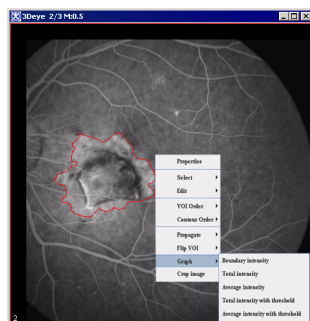 3Deye 2/3 M:0.5
Properties
Select
Edit
VOI Order
Contour Order
Propagate
Flip VOI
Graph
Crop image
Boundary intensity
Total intensity
Average intensity
Total intensity with threshold
Average intensity with threshold
2